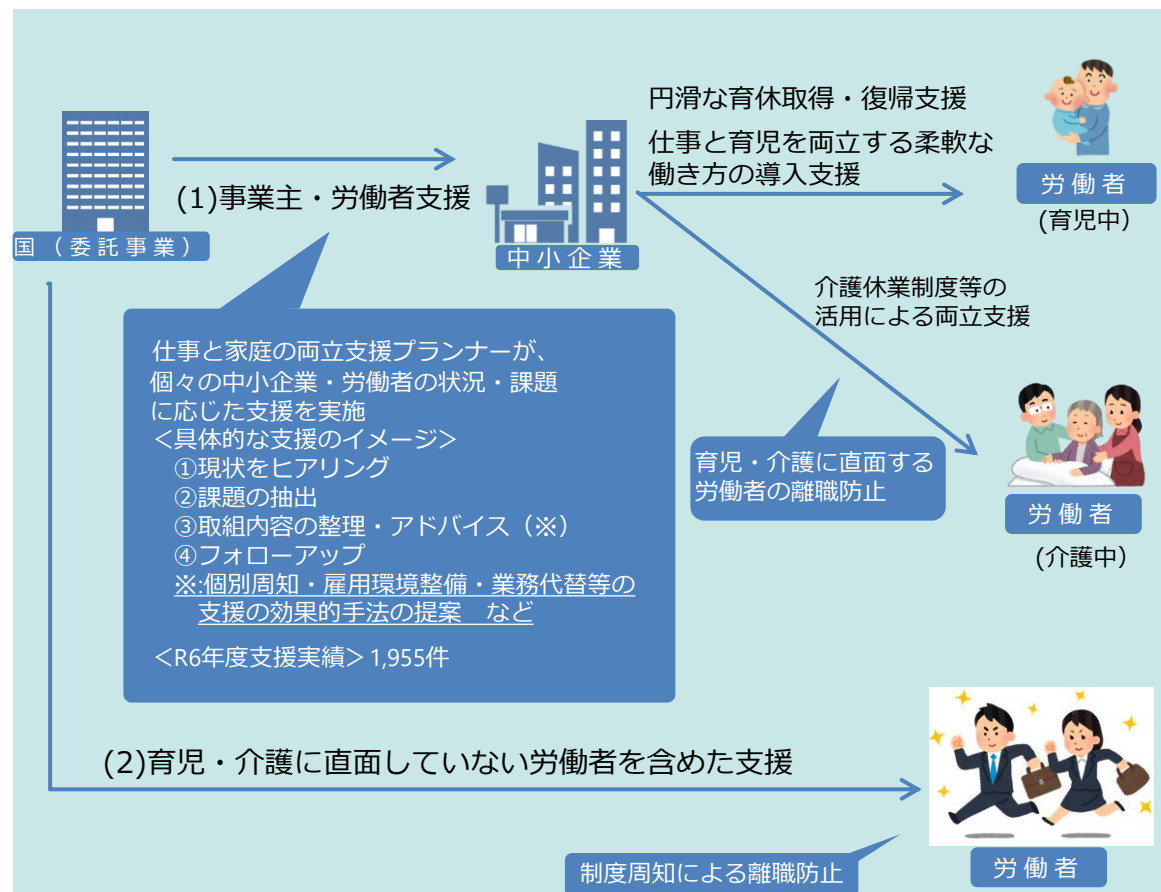 円滑な育休取得・復帰支援
仕事と育児を両立する柔軟な
働き方の導入支援
労働者
(育児中)
(1)事業主・労働者支援
国(委託事業)
中小企業
介護休業制度等の
活用による両立支援
仕事と家庭の両立支援プランナーが、
個々の中小企業・労働者の状況・課題
に応じた支援を実施
<具体的な支援のイメージ>
①現状をヒアリング
②課題の抽出
③取組内容の整理・アドバイス(※)
④フォローアップ
※:個別周知・雇用環境整備・業務代替等の
支援の効果的手法の提案 など
<R6年度支援実績> 1,955件
育児・介護に直面する
労働者の離職防止
労働者
(介護中)
(2)育児・介護に直面していない労働者を含めた支援
制度周知による離職防止
労働者